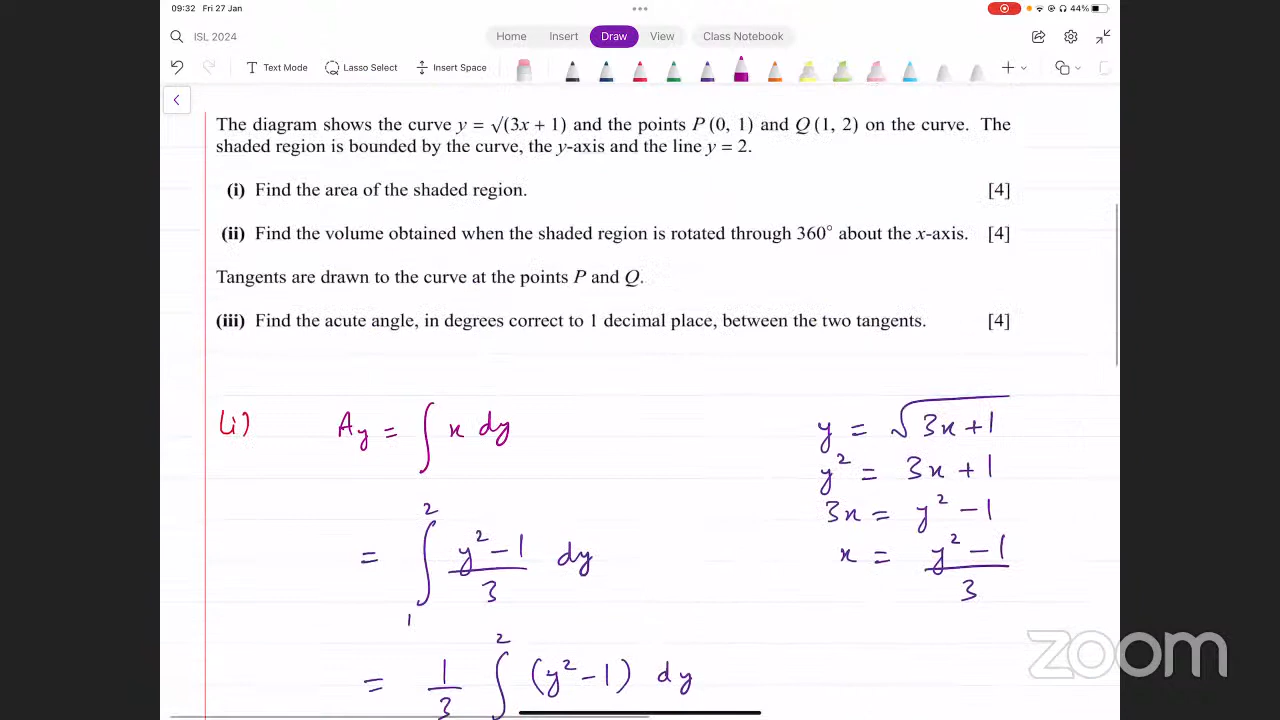 09:32 Fri 27 Jan
44%
ISL 2024
Home Insert Draw View Class Notebook
Text Mode Lasso Select Insert Space
The diagram shows the curve y = √(3x + 1) and the points P (0, 1) and Q (1, 2) on the curve. The
shaded region is bounded by the curve, the y-axis and the line y = 2.
(i) Find the area of the shaded region. [4]
(ii) Find the volume obtained when the shaded region is rotated through 360° about the x-axis. [4]
Tangents are drawn to the curve at the points P and Q.
(iii) Find the acute angle, in degrees correct to 1 decimal place, between the two tangents. [4]
(i) Ay = ∫ x dy
= ∫₁² (y² − 1)/3 dy
= 1/3 ∫² (y² − 1) dy
y = √(3x + 1)
y² = 3x + 1
3x = y² − 1
x = (y² − 1)/3
zoom